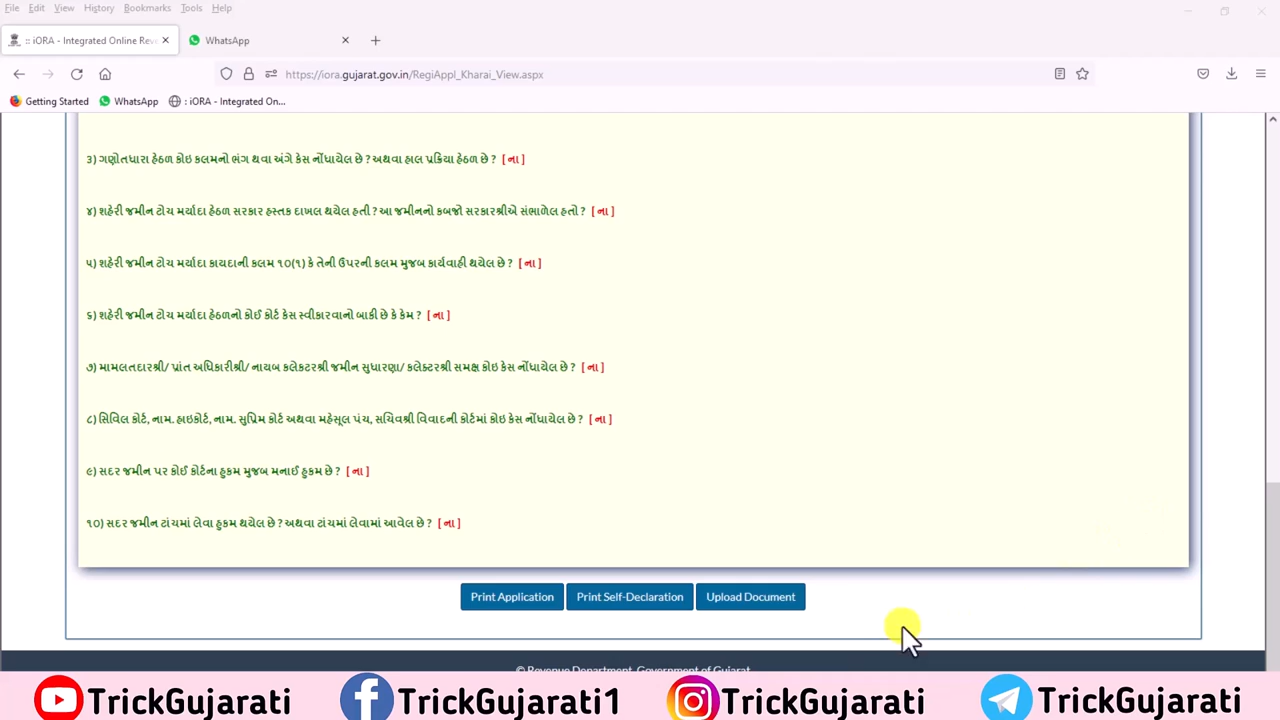 File Edit View History Bookmarks Tools Help
:: iORA - Integrated Online Reve
WhatsApp
https://iora.gujarat.gov.in/RegiAppl_Kharai_View.aspx
Getting Started WhatsApp : iORA - Integrated On...
૩) ગણોતધારા હેઠળ કોઇ કલમનો ભંગ થવા અંગે કેસ નોંધાયેલ છે ? અથવા હાલ પ્રક્રિયા હેઠળ છે ? [ ના ]
૪) શહેરી જમીન ટોચ મર્યાદા હેઠળ સરકાર હસ્તક દાખલ થયેલ હતી ? આ જમીનનો કબજો સરકારશ્રીએ સંભાળેલ હતો ? [ ના ]
૫) શહેરી જમીન ટોચ મર્યાદા કાયદાની કલમ ૧૦(૧) કે તેની ઉપરની કલમ મુજબ કાર્યવાહી થયેલ છે ? [ ના ]
૬) શહેરી જમીન ટોચ મર્યાદા હેઠળનો કોઈ કોર્ટ કેસ સ્વીકારવાનો બાકી છે કે કેમ ? [ ના ]
૭) મામલતદારશ્રી/ પ્રાંત અધિકારીશ્રી/ નાયબ કલેકટરશ્રી જમીન સુધારણા/ કલેક્ટરશ્રી સમક્ષ કોઇ કેસ નોંધાયેલ છે ? [ ના ]
૮) સિવિલ કોર્ટ, નામ. હાઇકોર્ટ, નામ. સુપ્રિમ કોર્ટ અથવા મહેસૂલ પંચ, સચિવશ્રી વિવાદની કોર્ટમાં કોઇ કેસ નોંધાયેલ છે ? [ ના ]
૯) સદર જમીન પર કોઈ કોર્ટના હુકમ મુજબ મનાઈ હુકમ છે ? [ ના ]
૧૦) સદર જમીન ટાંચમાં લેવા હુકમ થયેલ છે ? અથવા ટાંચમાં લેવામાં આવેલ છે ? [ ના ]
Print Application Print Self-Declaration Upload Document
© Revenue Department, Government of Gujarat
TrickGujarati TrickGujarati1 TrickGujarati TrickGujarati